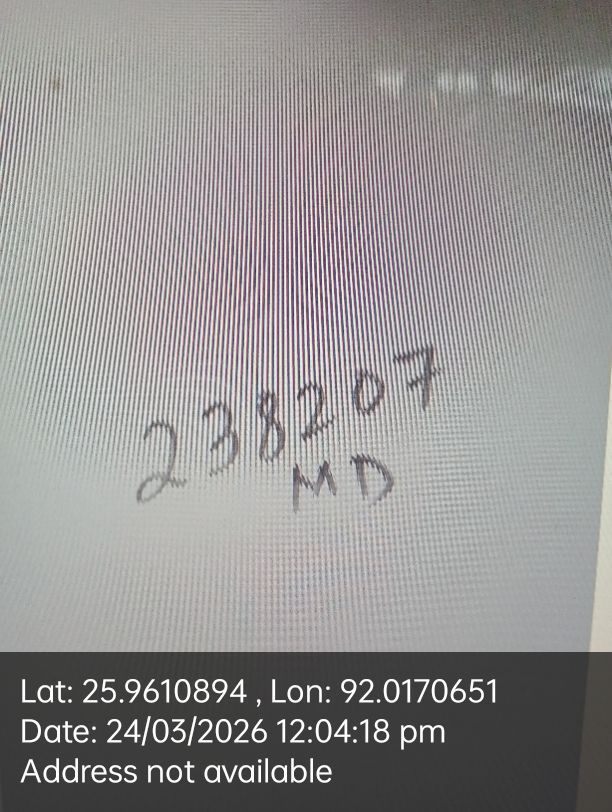 238207
MD
Lat: 25.9610894 , Lon: 92.0170651
Date: 24/03/2026 12:04:18 pm
Address not available